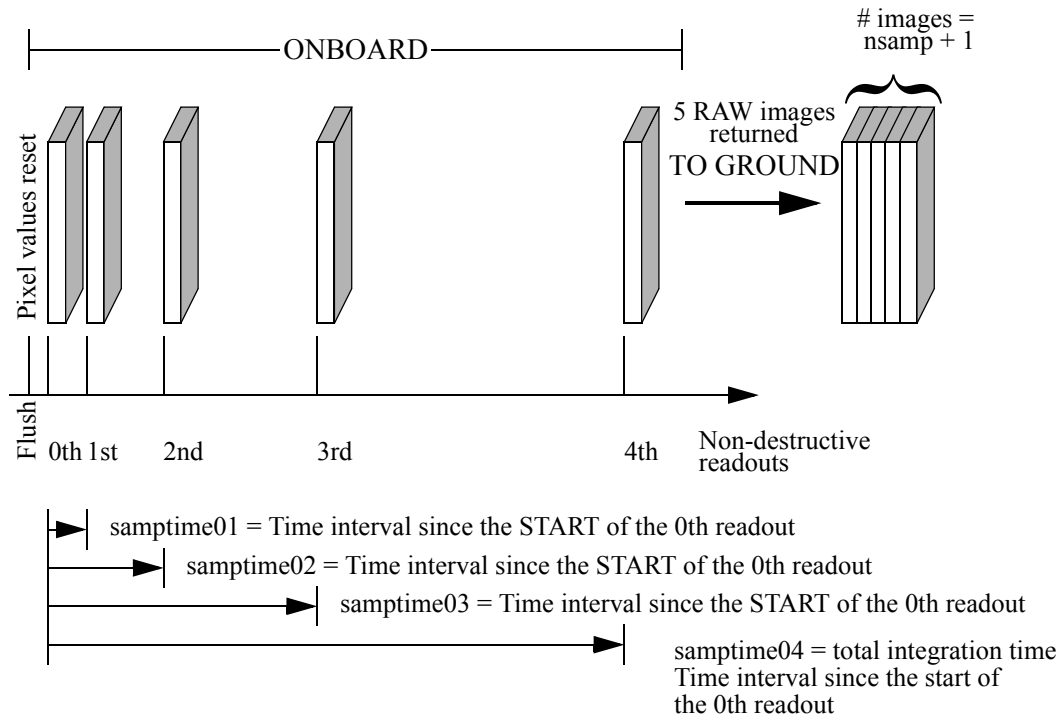 ONBOARD
# images =
nsamp + 1
Pixel values reset
5 RAW images
returned
TO GROUND
Flush
0th 1st 2nd 3rd 4th
Non-destructive
readouts
samptime01 = Time interval since the START of the 0th readout
samptime02 = Time interval since the START of the 0th readout
samptime03 = Time interval since the START of the 0th readout
samptime04 = total integration time
Time interval since the start of
the 0th readout